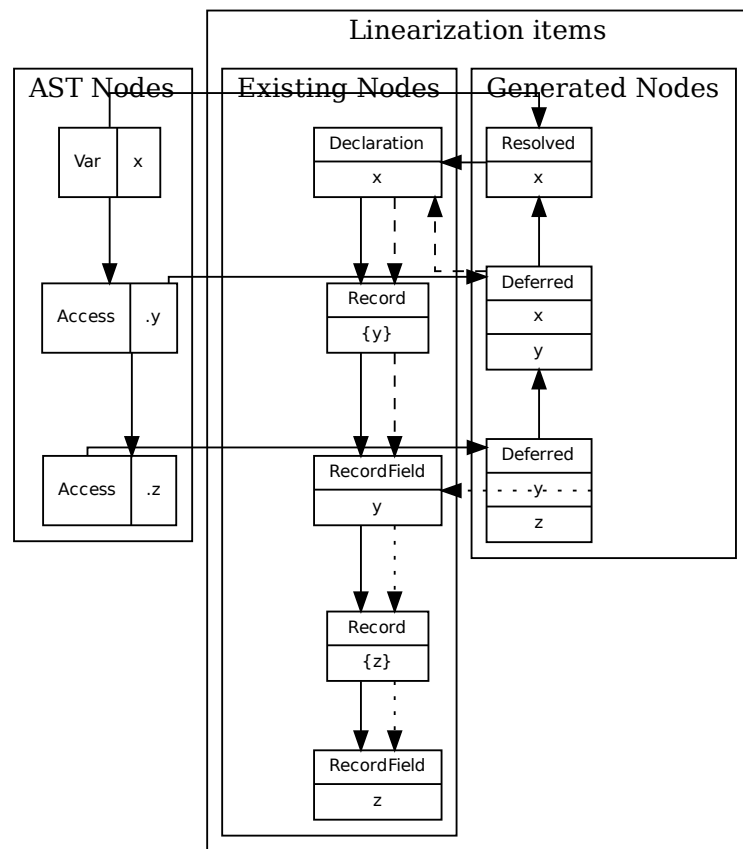 Linearization items
AST Nodes
Existing Nodes
Generated Nodes
Var
x
Declaration
x
Resolved
x
Access
.y
Record
{y}
Deferred
x
y
Access
.z
RecordField
y
Deferred
y
z
Record
{z}
RecordField
z